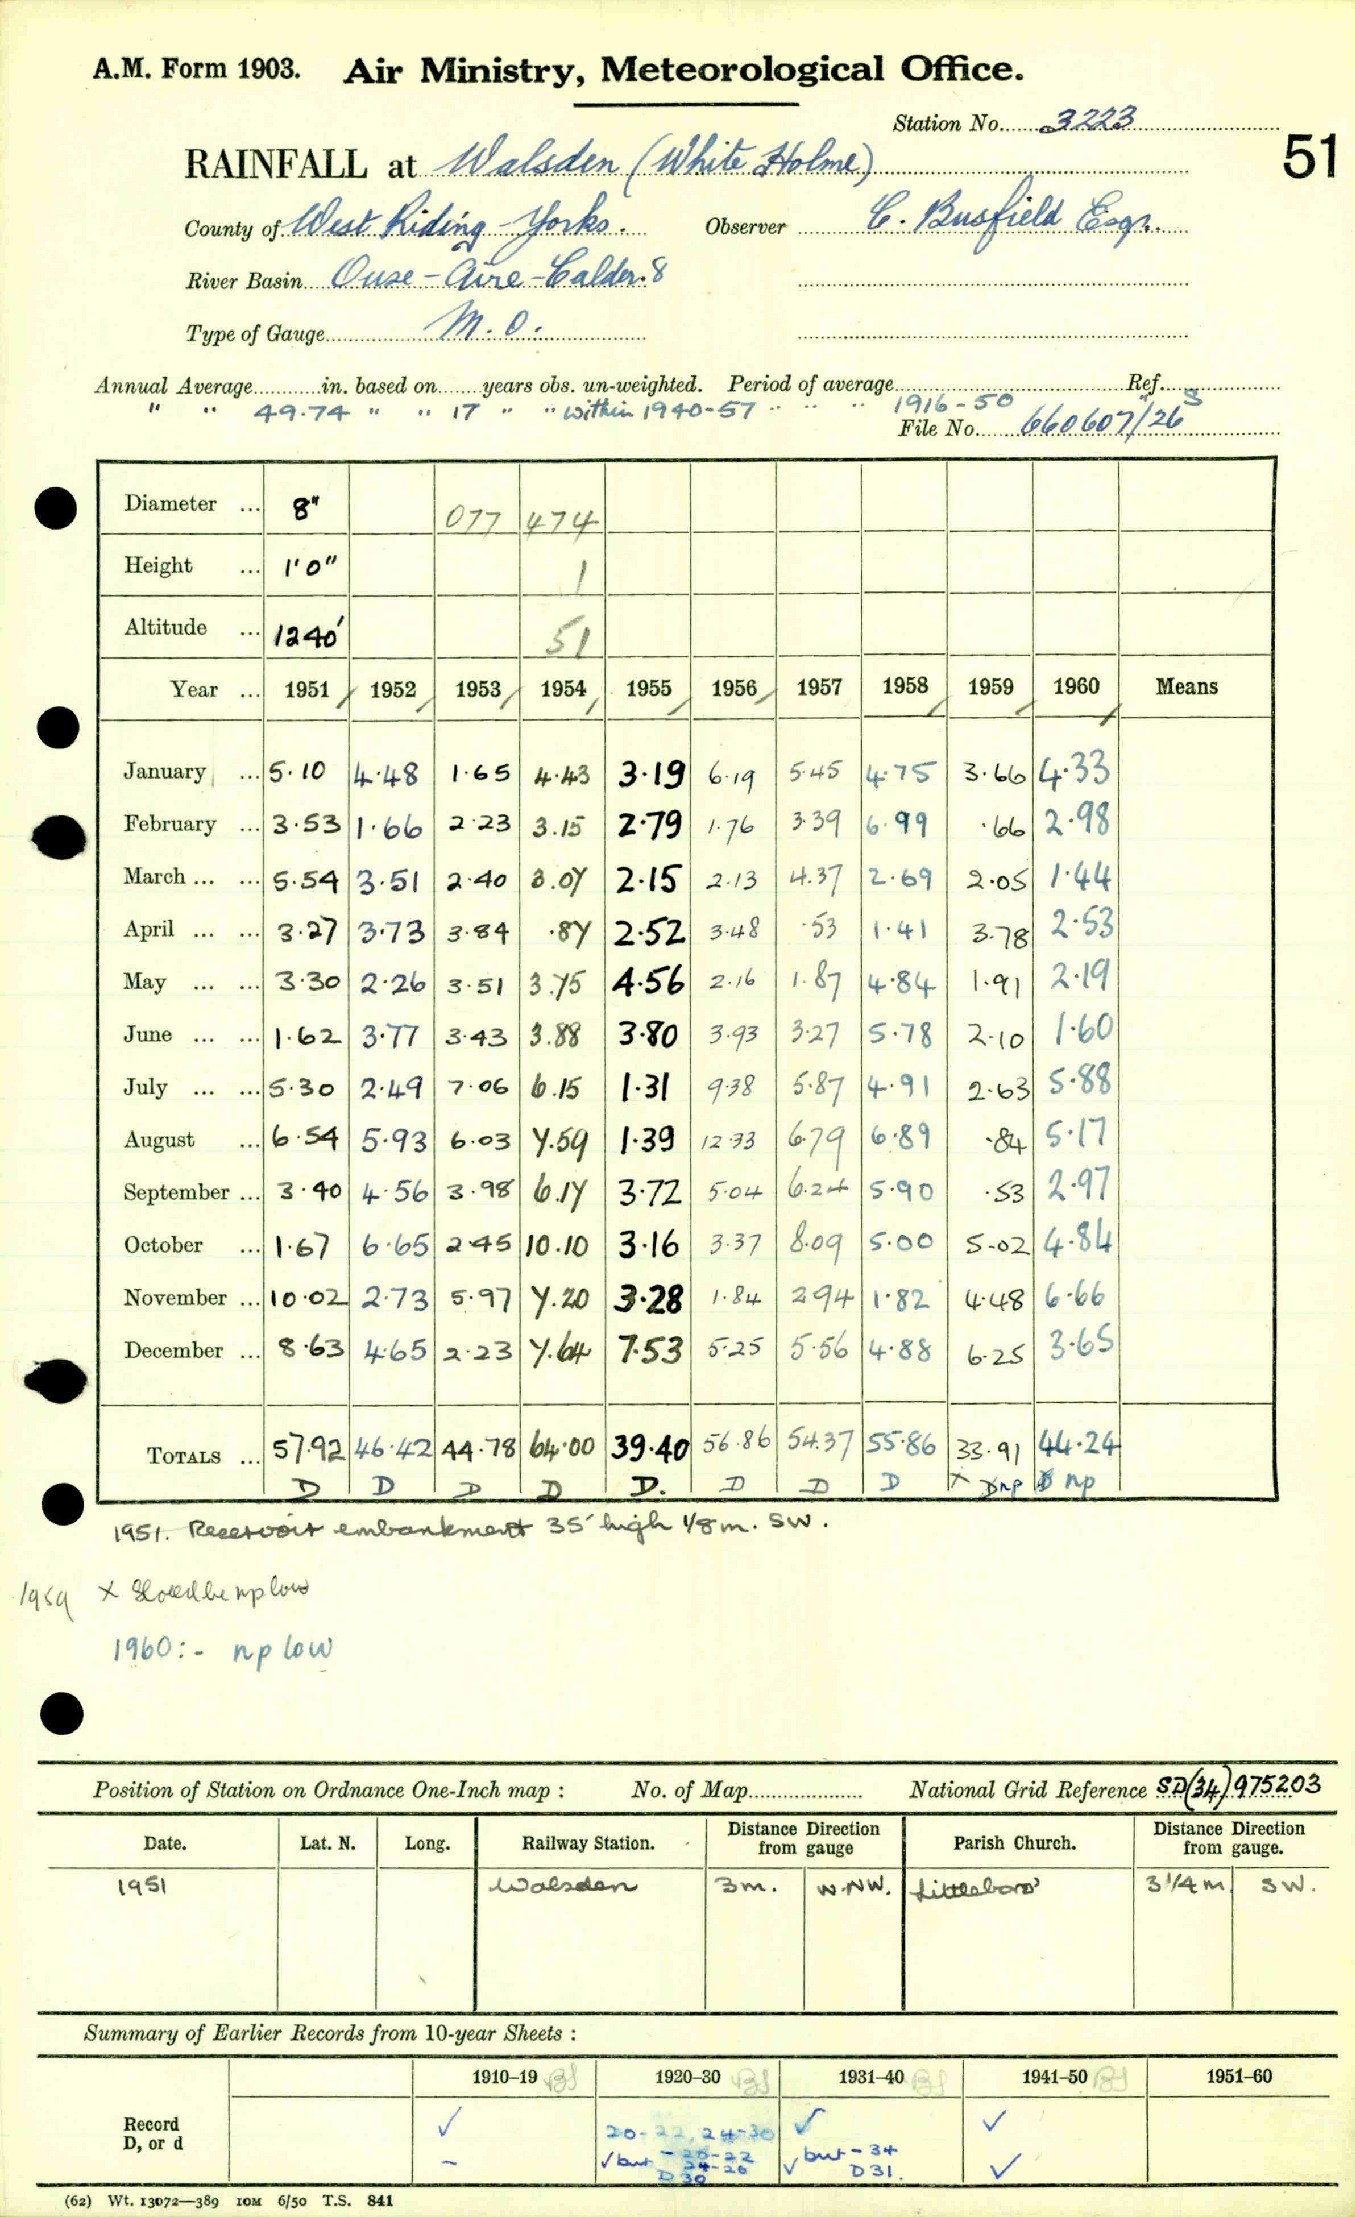 A.M. Form 1903. Air Ministry, Meteorological Office.
Station No. 3223
51
RAINFALL at Walsden (White Holme)
County of West Riding - Yorks. Observer C. Busfield Esqr.
River Basin Ouse - Aire - Calder. 8
Type of Gauge M.O.
Annual Average in. based on years obs. un-weighted. Period of average Ref. S
" " 49.74 " " 17 " " within 1940-57 " " " 1916-50
File No. 660607/26
Diameter ... 8" 077 474
Height ... 1'0" 1
Altitude ... 1240' 51
Year ... 1951 1952 1953 1954 1955 1956 1957 1958 1959 1960 Means
January ... 5.10 4.48 1.65 4.43 3.19 6.19 5.45 4.75 3.66 4.33
February ... 3.53 1.66 2.23 3.15 2.79 1.76 3.39 6.99 .66 2.98
March ... ... 5.54 3.51 2.40 3.07 2.15 2.13 4.37 2.69 2.05 1.44
April ... ... 3.27 3.73 3.84 .87 2.52 3.48 .53 1.41 3.78 2.53
May ... ... 3.30 2.26 3.51 3.75 4.56 2.16 1.87 4.84 1.91 2.19
June ... ... 1.62 3.77 3.43 3.88 3.80 3.93 3.27 5.78 2.10 1.60
July ... ... 5.30 2.49 7.06 6.15 1.31 9.38 5.87 4.91 2.63 5.88
August ... 6.54 5.93 6.03 7.59 1.39 12.33 6.79 6.89 .84 5.17
September ... 3.40 4.56 3.98 6.17 3.72 5.04 6.24 5.90 .53 2.97
October ... 1.67 6.65 2.45 10.10 3.16 3.37 8.09 5.00 5.02 4.84
November ... 10.02 2.73 5.97 7.20 3.28 1.84 2.94 1.82 4.48 6.66
December ... 8.63 4.65 2.23 7.64 7.53 5.25 5.56 4.88 6.25 3.65
TOTALS ... 57.92 46.42 44.78 64.00 39.40 56.86 54.37 55.86 33.91 44.24
D D D D D. D D D X D np D np
1951. Reservoir embankment 35' high 1/8 m. SW.
1959 X Should be np low
1960:- np low
Position of Station on Ordnance One-Inch map : No. of Map National Grid Reference SD(34)975203
Date. Lat. N. Long. Railway Station. Distance Direction from gauge Parish Church. Distance Direction from gauge.
1951 Walsden 3m. W.NW. Littleboro' 3 1/4 m SW.
Summary of Earlier Records from 10-year Sheets :
1910-19 1920-30 1931-40 1941-50 1951-60
Record ✓ 20-22, 24-30 ✓ ✓
D, or d - ✓ but - 20-22 24-26 D 30 ✓ but - 34 D 31. ✓
(62) Wt. 13072—389 10M 6/50 T.S. 841